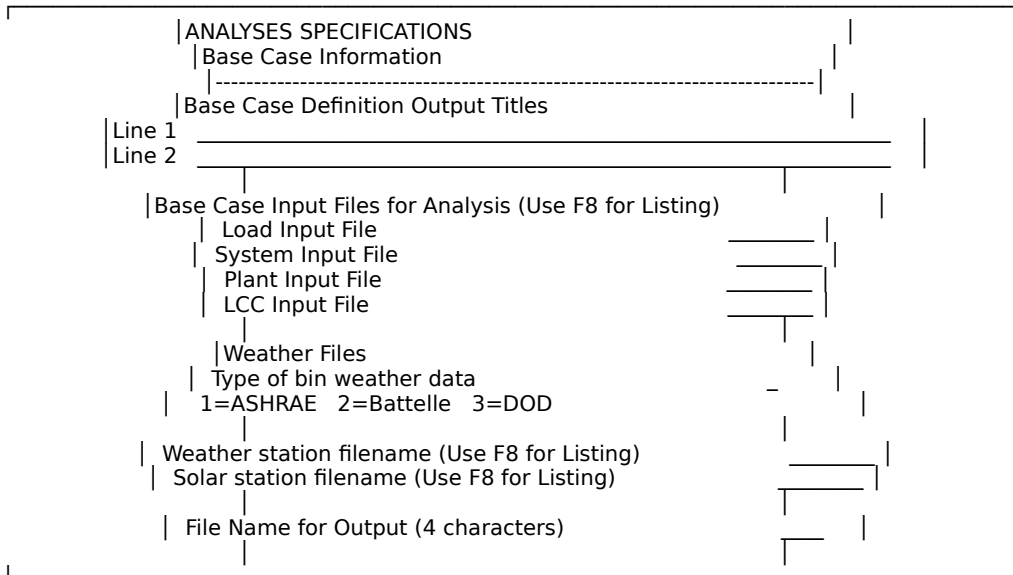 ANALYSES SPECIFICATIONS
Base Case Information
Base Case Definition Output Titles
Line 1
Line 2
Base Case Input Files for Analysis (Use F8 for Listing)
Load Input File
System Input File
Plant Input File
LCC Input File
Weather Files
Type of bin weather data _
1=ASHRAE 2=Battelle 3=DOD
Weather station filename (Use F8 for Listing)
Solar station filename (Use F8 for Listing)
File Name for Output (4 characters)